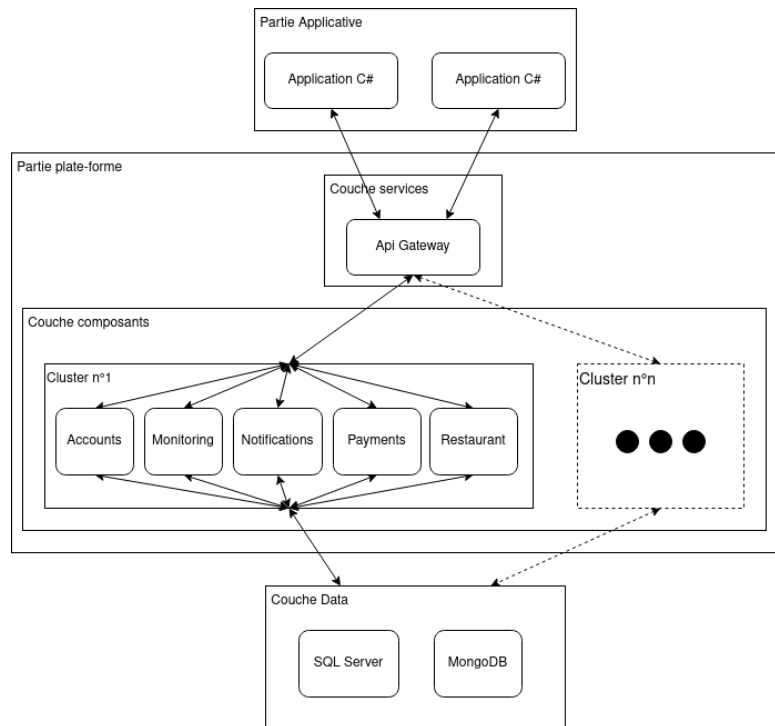 Partie Applicative
Application C#
Application C#
Partie plate-forme
Couche services
Api Gateway
Couche composants
Cluster n°1
Cluster n°n
Accounts
Monitoring
Notifications
Payments
Restaurant
Couche Data
SQL Server
MongoDB